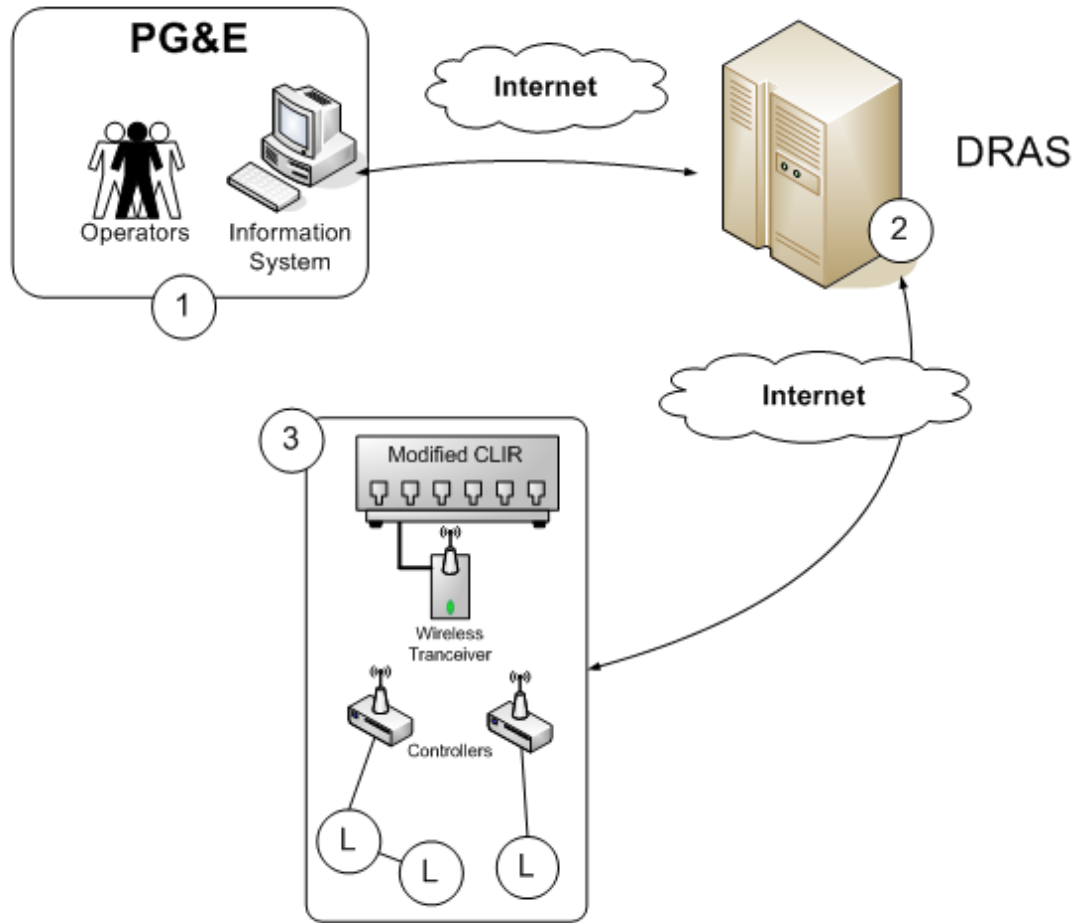 PG&E
Operators
Information
System
1
Internet
DRAS
2
Internet
3
Modified CLIR
Wireless
Tranceiver
Controllers
L
L
L